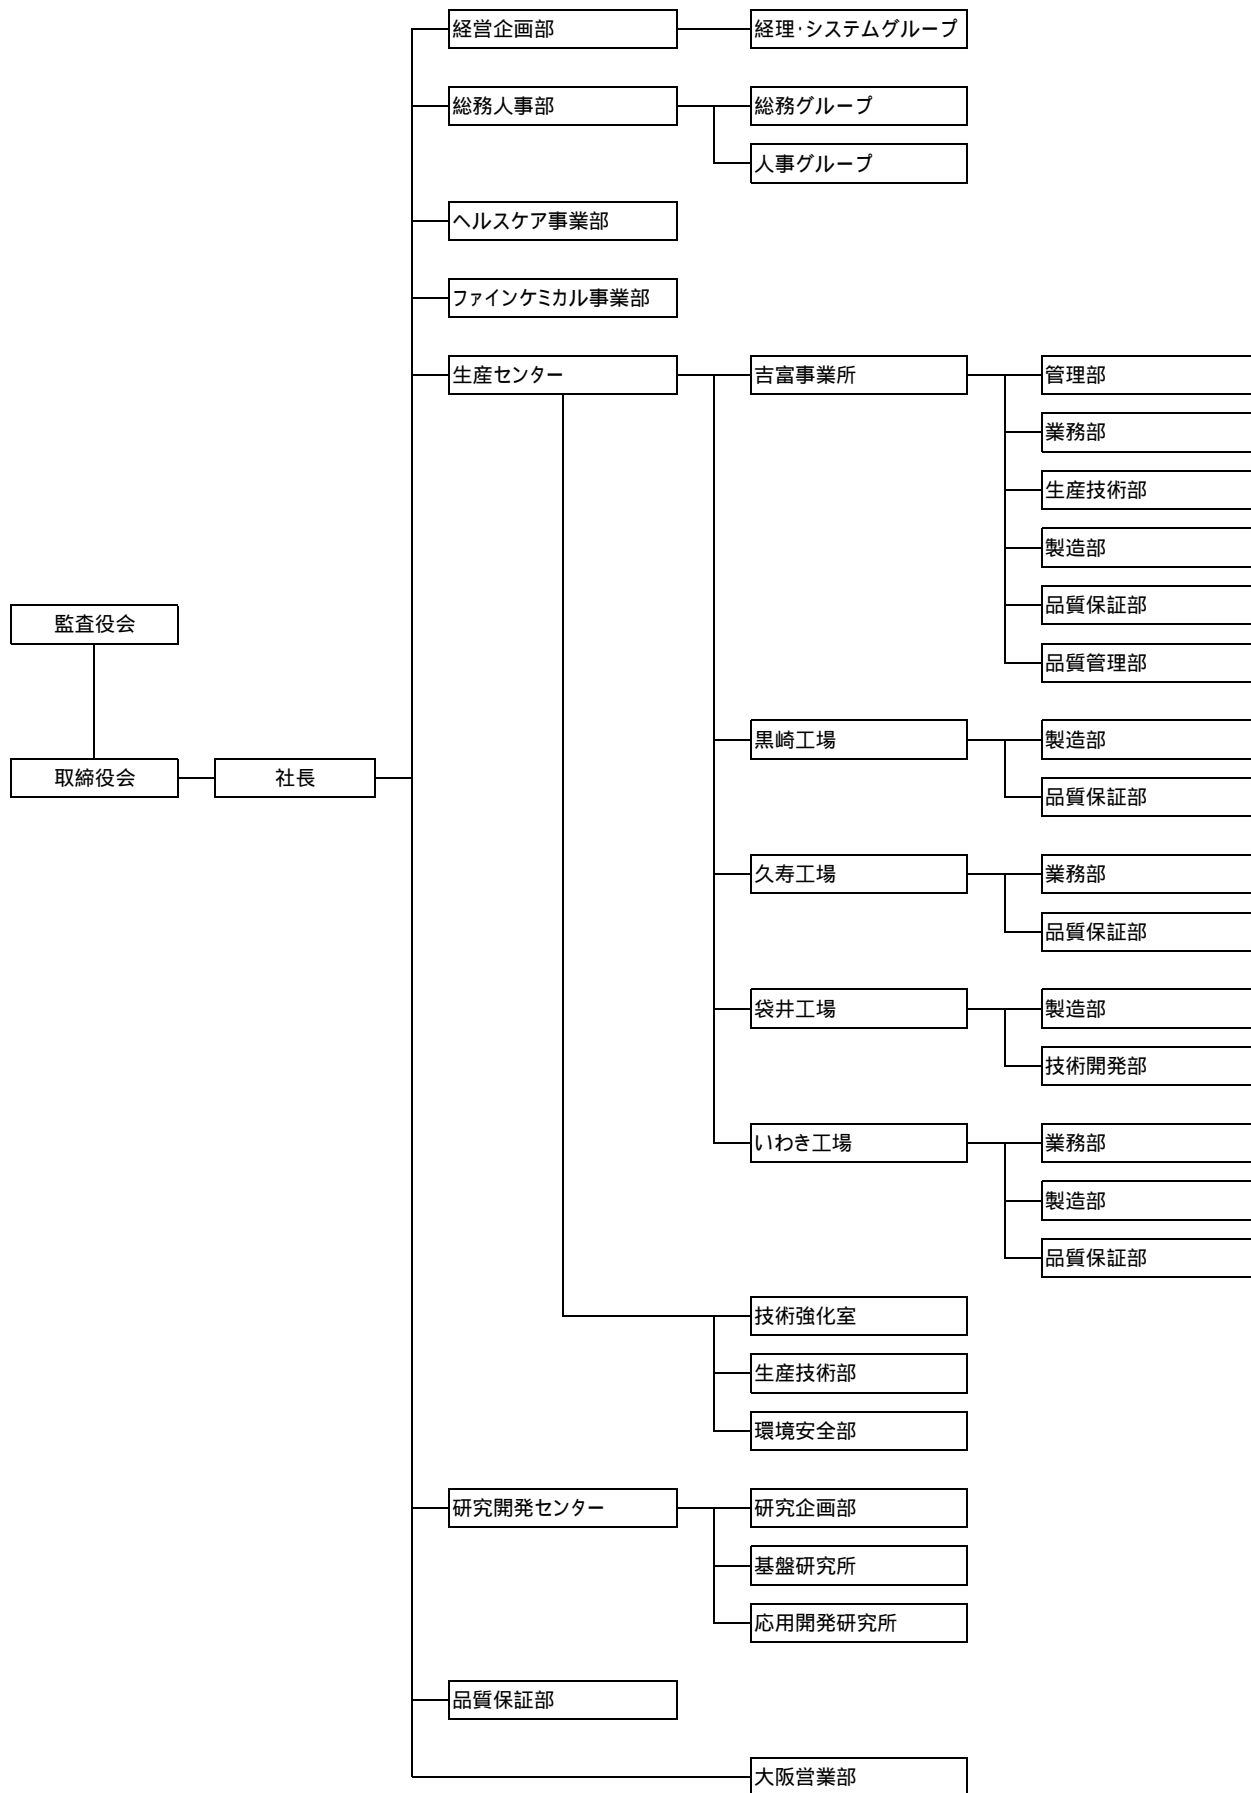 経営企画部
経理・システムグループ
総務人事部
総務グループ
人事グループ
ヘルスケア事業部
ファインケミカル事業部
生産センター
吉富事業所
管理部
業務部
生産技術部
製造部
品質保証部
品質管理部
監査役会
取締役会
社長
黒崎工場
製造部
品質保証部
久寿工場
業務部
品質保証部
袋井工場
製造部
技術開発部
いわき工場
業務部
製造部
品質保証部
技術強化室
生産技術部
環境安全部
研究開発センター
研究企画部
基盤研究所
応用開発研究所
品質保証部
大阪営業部